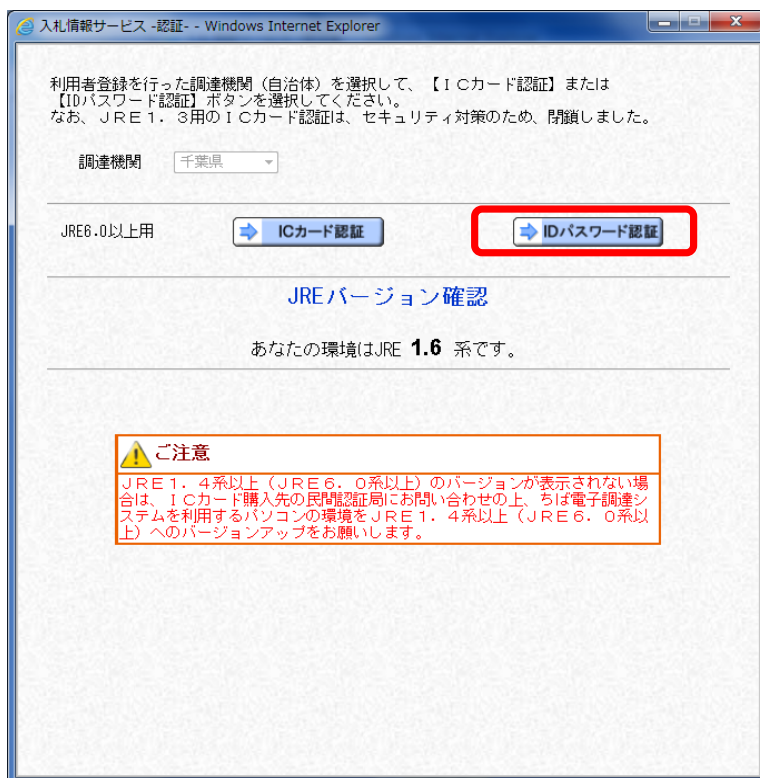 入札情報サービス -認証- - Windows Internet Explorer
利用者登録を行った調達機関（自治体）を選択して、【ＩＣカード認証】または
【IDパスワード認証】ボタンを選択してください。
なお、ＪＲＥ１．３用のＩＣカード認証は、セキュリティ対策のため、閉鎖しました。
調達機関 千葉県
JRE6.0以上用 ICカード認証 IDパスワード認証
JREバージョン確認
あなたの環境はJRE 1.6 系です。
ご注意
ＪＲＥ１．４系以上（ＪＲＥ６．０系以上）のバージョンが表示されない場
合は、ＩＣカード購入先の民間認証局にお問い合わせの上、ちば電子調達シ
ステムを利用するパソコンの環境をＪＲＥ１．４系以上（ＪＲＥ６．０系以
上）へのバージョンアップをお願いします。